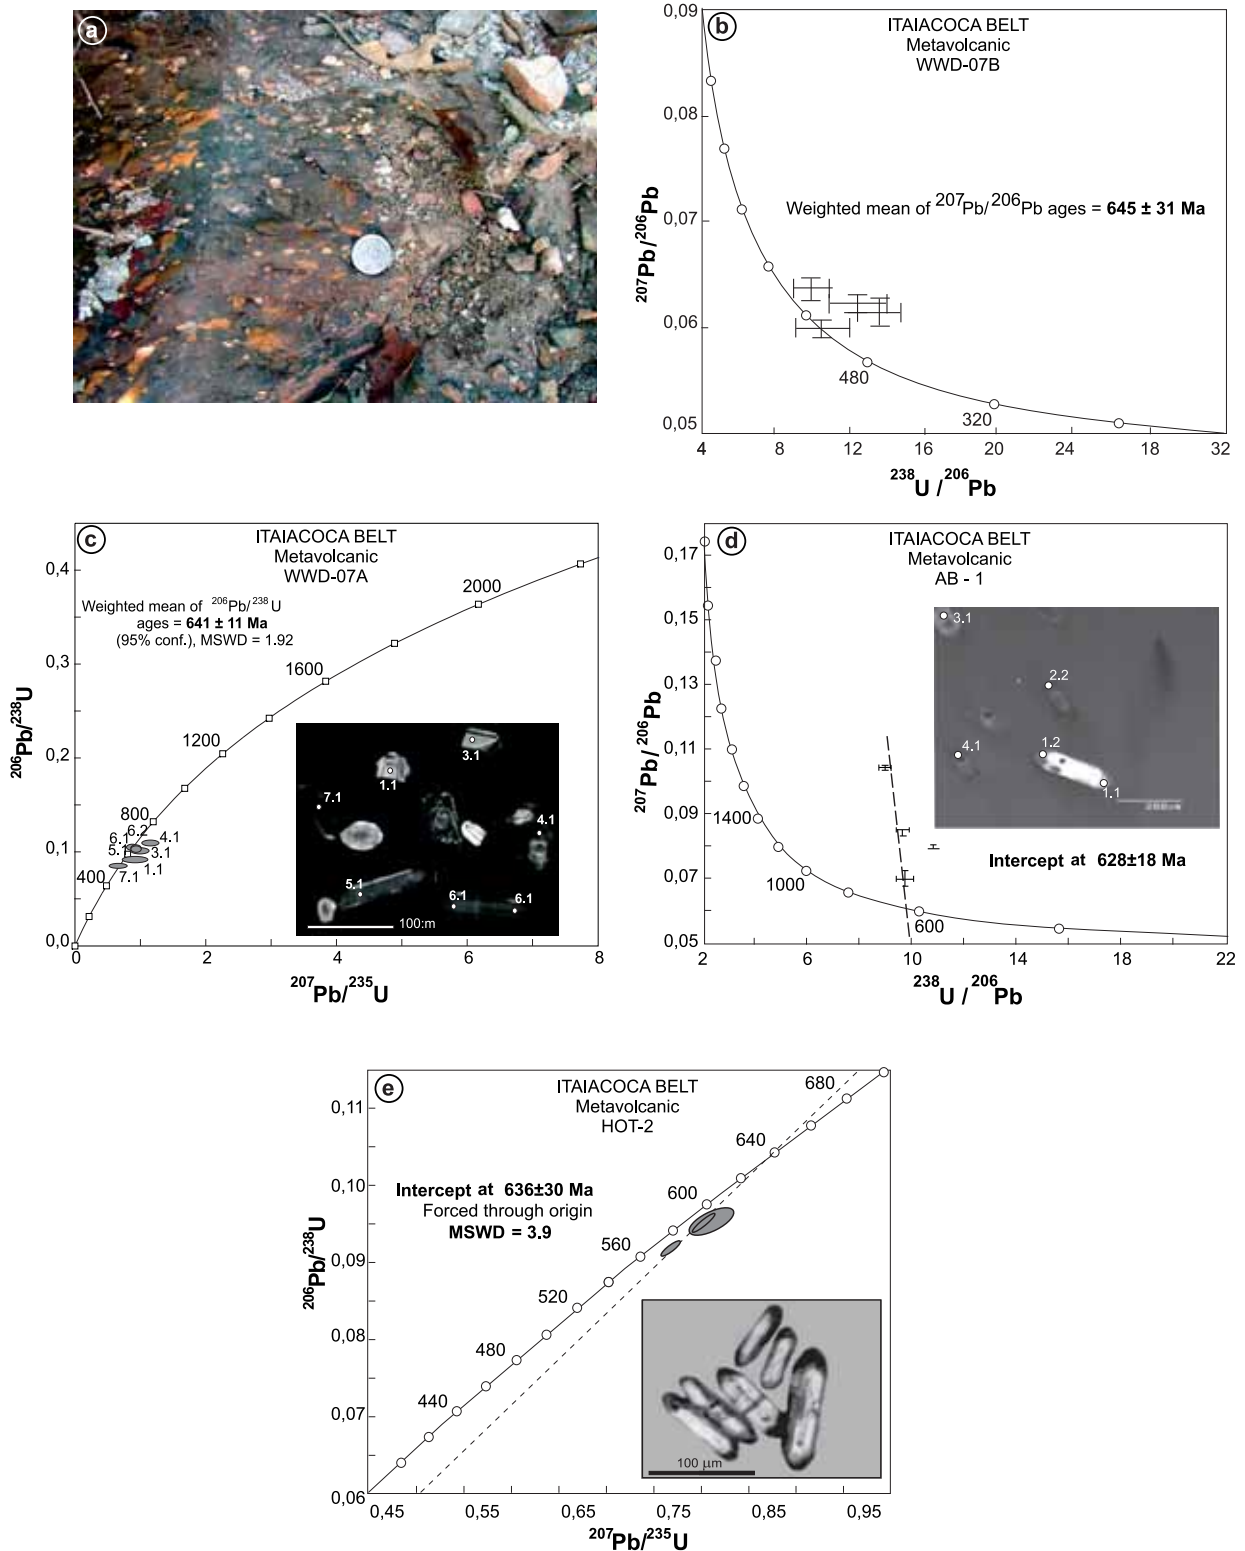 a
b
ITAIACOCA BELT
Metavolcanic
WWD-07B
Weighted mean of 207Pb/206Pb ages = 645 ± 31 Ma
0,09
0,08
0,07
0,06
0,05
207Pb/206Pb
480
320
4
8
12
16
20
24
18
32
238U/206Pb
c
ITAIACOCA BELT
Metavolcanic
WWD-07A
Weighted mean of 206Pb/238U
ages = 641 ± 11 Ma
(95% conf.), MSWD = 1.92
0,4
0,3
0,2
0,1
0,0
206Pb/238U
2000
1600
1200
800
400
6.2
6.1
4.1
5.1
3.1
7.1
1.1
3.1
1.1
7.1
4.1
5.1
6.1
6.1
100:m
0
2
4
6
8
207Pb/235U
d
ITAIACOCA BELT
Metavolcanic
AB - 1
0,17
0,15
0,13
0,11
0,09
0,07
0,05
207Pb/206Pb
3.1
2.2
4.1
1.2
1.1
Intercept at 628±18 Ma
1400
1000
600
2
6
10
14
18
22
238U/206Pb
e
ITAIACOCA BELT
Metavolcanic
HOT-2
Intercept at 636±30 Ma
Forced through origin
MSWD = 3.9
0,11
0,10
0,09
0,08
0,07
0,06
206Pb/238U
680
640
600
560
520
480
440
100 µm
0,45
0,55
0,65
0,75
0,85
0,95
207Pb/235U